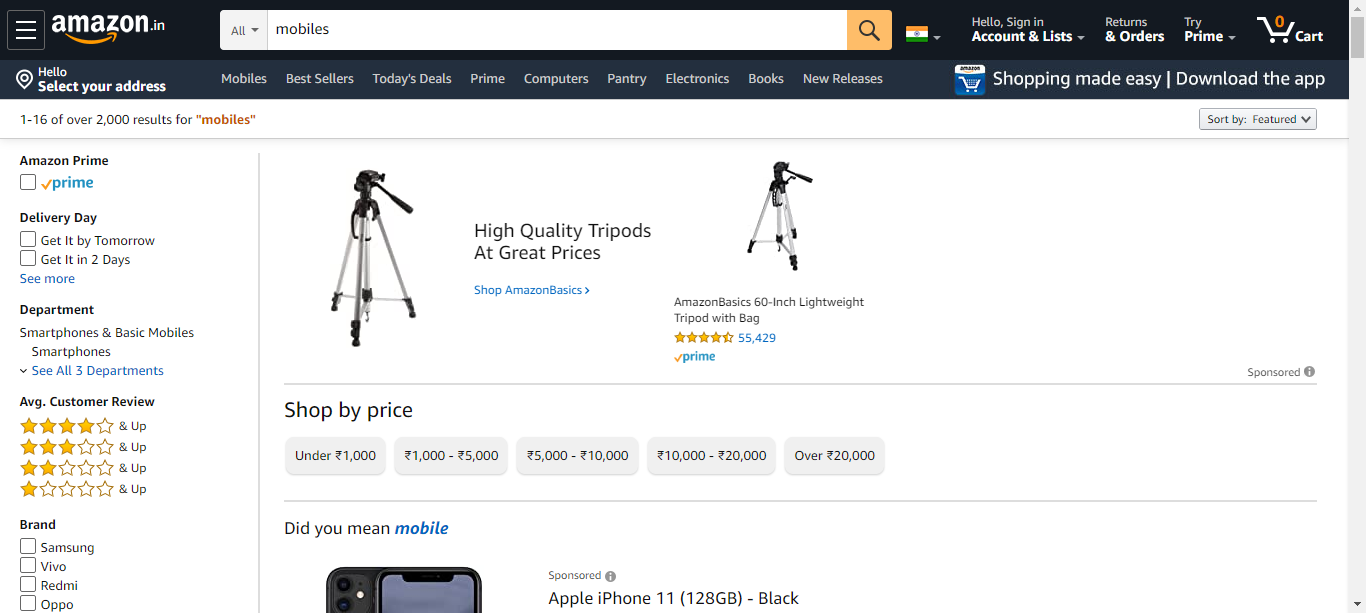 amazon.in
All
mobiles
Hello, Sign in
Account & Lists
Returns
& Orders
Try
Prime
0
Cart
Hello
Select your address
Mobiles
Best Sellers
Today's Deals
Prime
Computers
Pantry
Electronics
Books
New Releases
amazon
Shopping made easy | Download the app
1-16 of over 2,000 results for "mobiles"
Sort by: Featured
Amazon Prime
prime
Delivery Day
Get It by Tomorrow
Get It in 2 Days
See more
Department
Smartphones & Basic Mobiles
Smartphones
See All 3 Departments
Avg. Customer Review
& Up
& Up
& Up
& Up
Brand
Samsung
Vivo
Redmi
Oppo
High Quality Tripods
At Great Prices
Shop AmazonBasics ›
AmazonBasics 60-Inch Lightweight
Tripod with Bag
55,429
prime
Sponsored
Shop by price
Under ₹1,000
₹1,000 - ₹5,000
₹5,000 - ₹10,000
₹10,000 - ₹20,000
Over ₹20,000
Did you mean mobile
Sponsored
Apple iPhone 11 (128GB) - Black